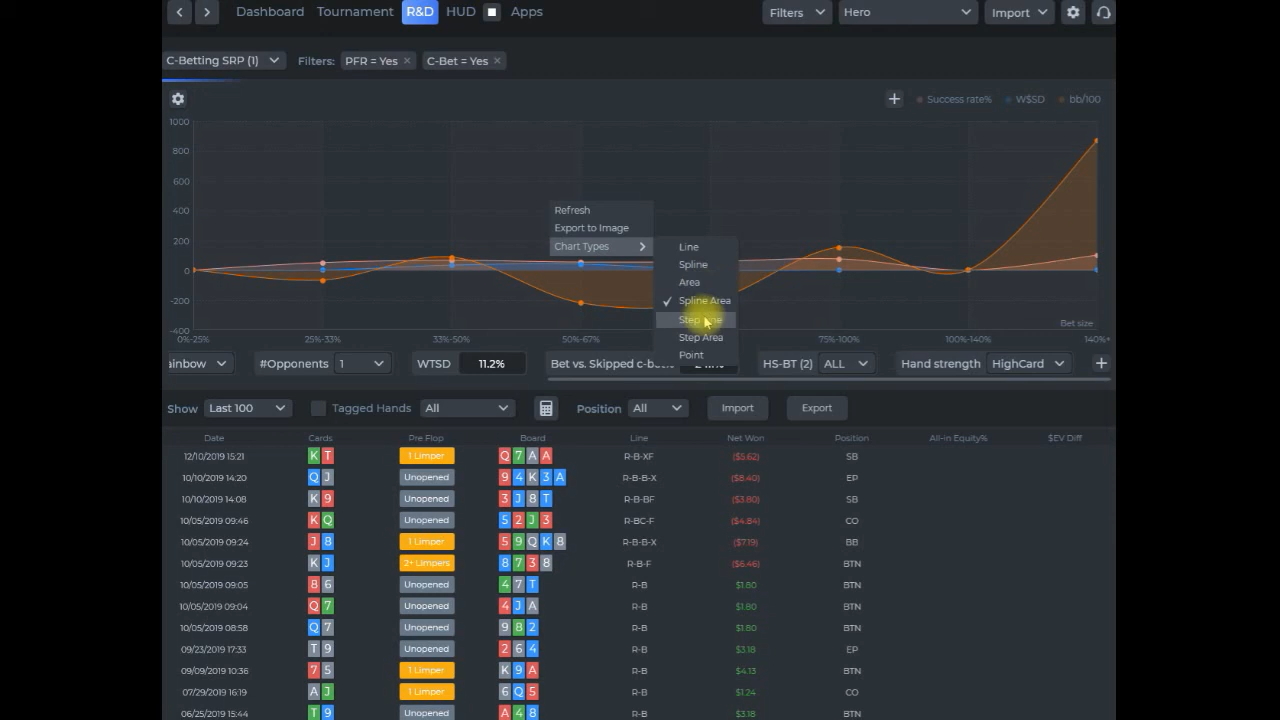 Dashboard Tournament R&D HUD Apps Filters Hero Import
C-Betting SRP (1) Filters: PFR = Yes × C-Bet = Yes ×
+ Success rate% W$SD bb/100
1000
800
600
400
200
0
-200
-400
Refresh
Export to Image
Chart Types
Line
Spline
Area
Spline Area
Step Line
Step Area
Point
Bet size
0%-25% 25%-33% 33%-50% 50%-67% 75%-100% 100%-140% 140%+
ainbow #Opponents 1 WTSD 11.2% Bet vs. Skipped c-b HS-BT (2) ALL Hand strength HighCard +
Show Last 100 Tagged Hands All Position All Import Export
Date Cards Pre Flop Board Line Net Won Position All-in Equity% $EV Diff
12/10/2019 15:21 K T 1 Limper Q 7 A A R-B-XF ($5.62) SB
10/10/2019 14:20 Q J Unopened 9 4 K 3 A R-B-B-X ($8.40) EP
10/10/2019 14:08 K 9 Unopened 3 J 8 T R-B-BF ($3.80) SB
10/05/2019 09:46 K Q Unopened 5 2 J 3 R-BC-F ($4.84) CO
10/05/2019 09:24 J 8 1 Limper 5 9 Q K 8 R-B-B-X ($7.19) BB
10/05/2019 09:23 K J 2+ Limpers 8 7 3 8 R-B-F ($6.46) BTN
10/05/2019 09:05 8 6 Unopened 4 7 T R-B $1.80 BTN
10/05/2019 09:04 Q 7 Unopened 4 J A R-B $1.80 BTN
10/05/2019 08:58 Q 7 Unopened 9 8 2 R-B $1.80 BTN
09/23/2017 19:33 T 9 Unopened 2 6 4 R-B $3.18 EP
09/09/2019 10:36 7 5 1 Limper K 9 A R-B $4.13 BTN
07/29/2019 16:19 A J 1 Limper 6 Q 5 R-B $1.24 CO
06/25/2019 15:44 T 9 Unopened A 4 8 R-B $3.18 BTN